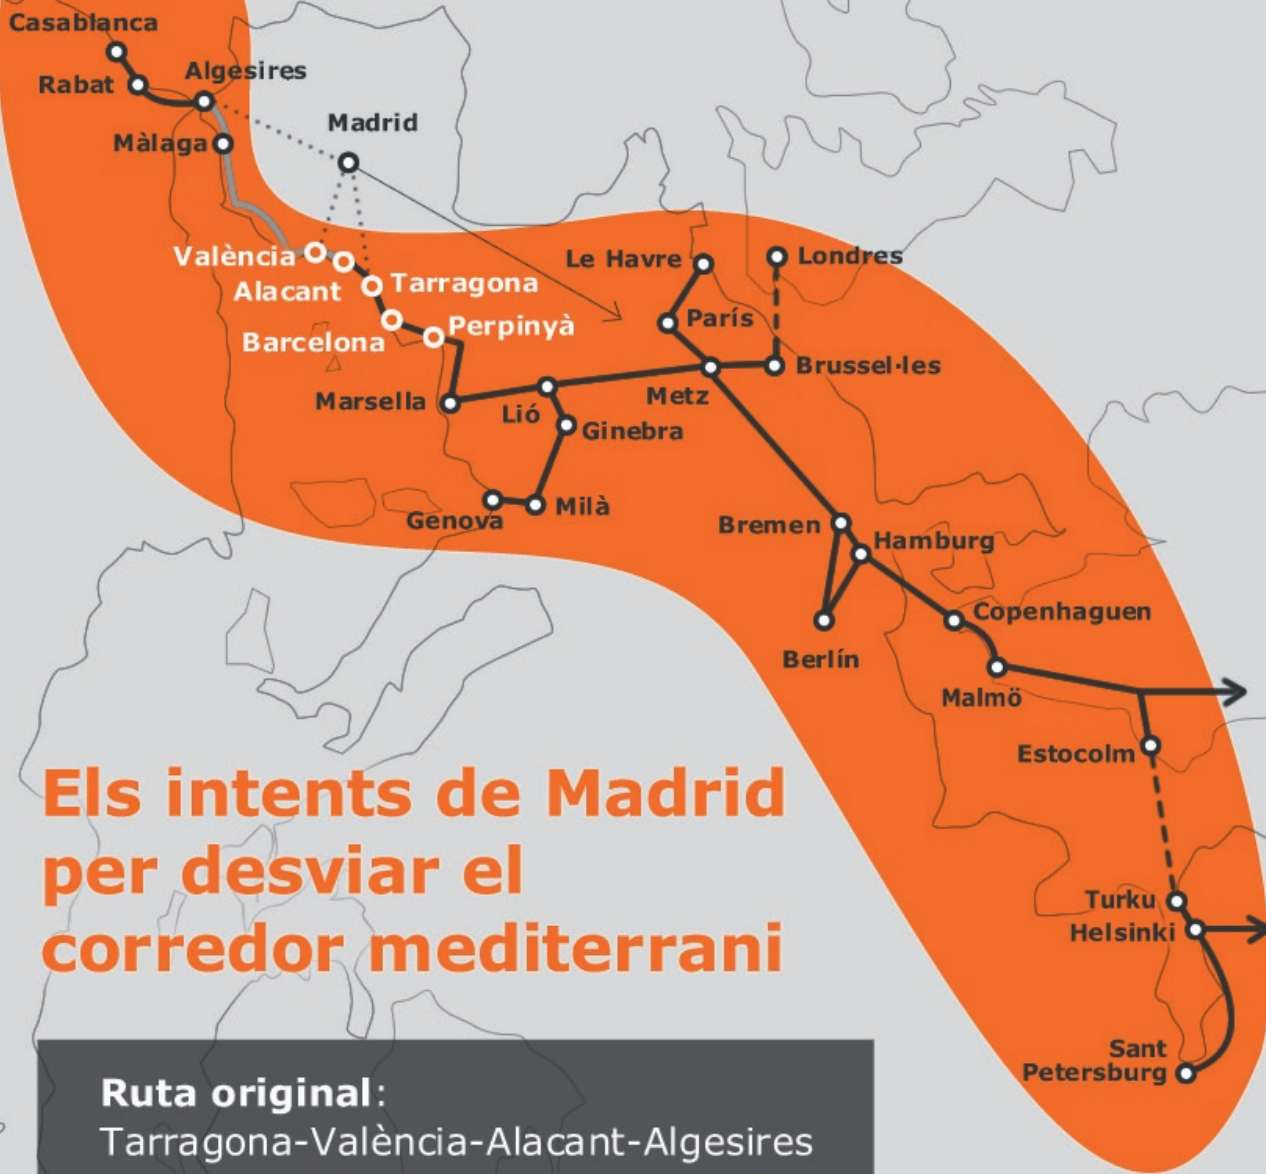 Casablanca
Rabat
Algesires
Màlaga
Madrid
València
Alacant
Tarragona
Barcelona
Perpinyà
Le Havre
Londres
París
Brussel·les
Metz
Marsella
Lió
Ginebra
Genova
Milà
Bremen
Hamburg
Berlín
Copenhaguen
Malmö
Estocolm
Turku
Helsinki
Sant
Petersburg
Els intents de Madrid
per desviar el
corredor mediterrani
Ruta original:
Tarragona-València-Alacant-Algesires